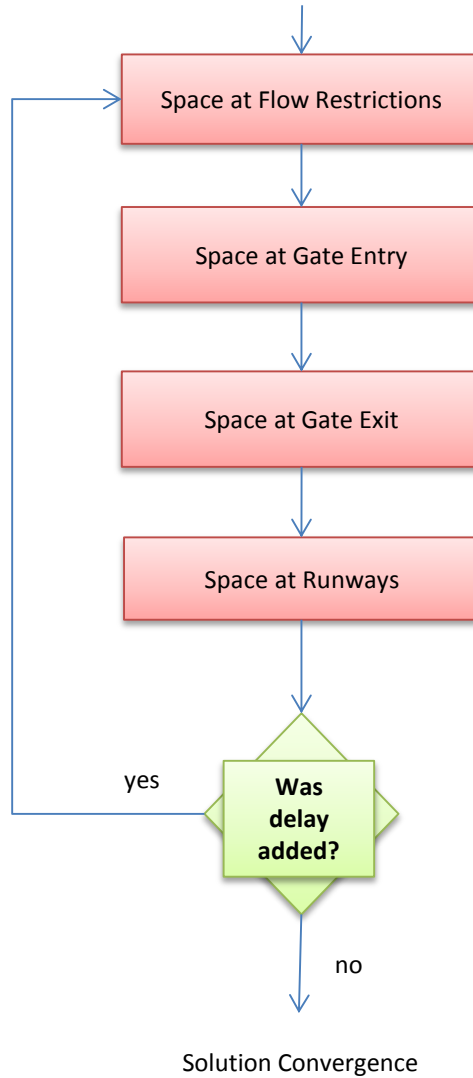 Space at Flow Restrictions
Space at Gate Entry
Space at Gate Exit
Space at Runways
yes
Was
delay
added?
no
Solution Convergence